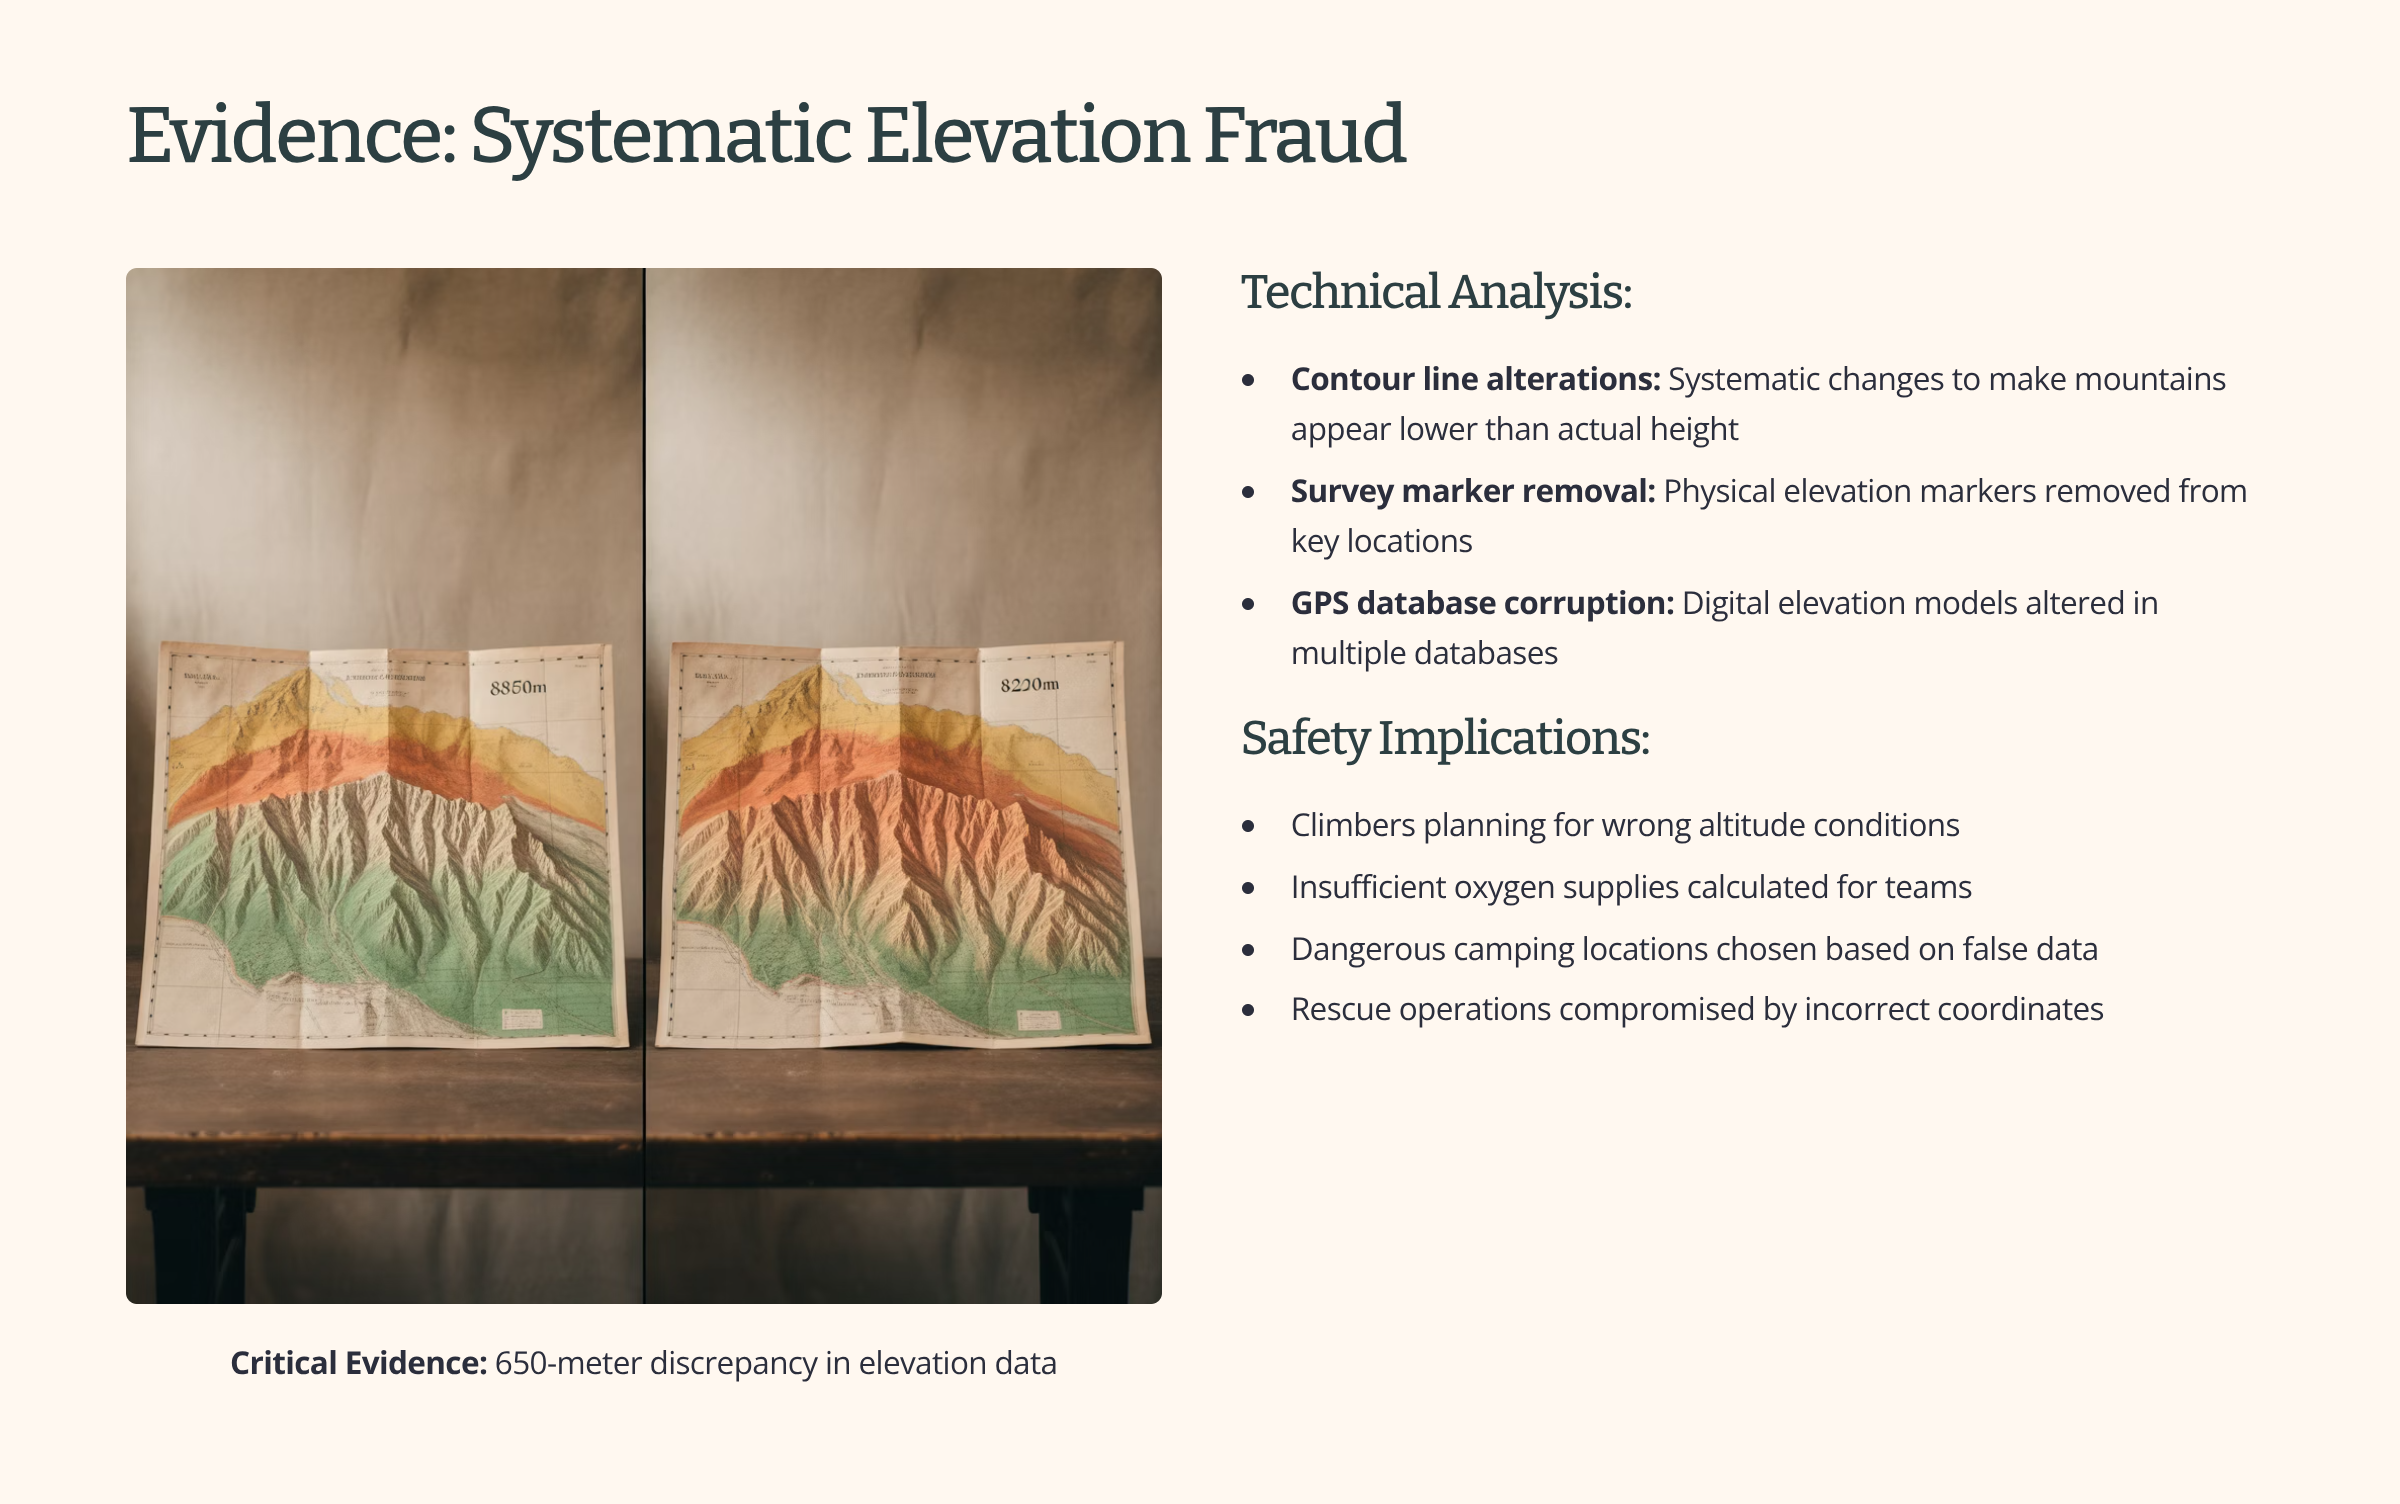 Evidence: Systematic Elevation Fraud
8850m
8220m
Critical Evidence: 650-meter discrepancy in elevation data
Technical Analysis:
• Contour line alterations: Systematic changes to make mountains
appear lower than actual height
• Survey marker removal: Physical elevation markers removed from
key locations
• GPS database corruption: Digital elevation models altered in
multiple databases
Safety Implications:
• Climbers planning for wrong altitude conditions
• Insufficient oxygen supplies calculated for teams
• Dangerous camping locations chosen based on false data
• Rescue operations compromised by incorrect coordinates